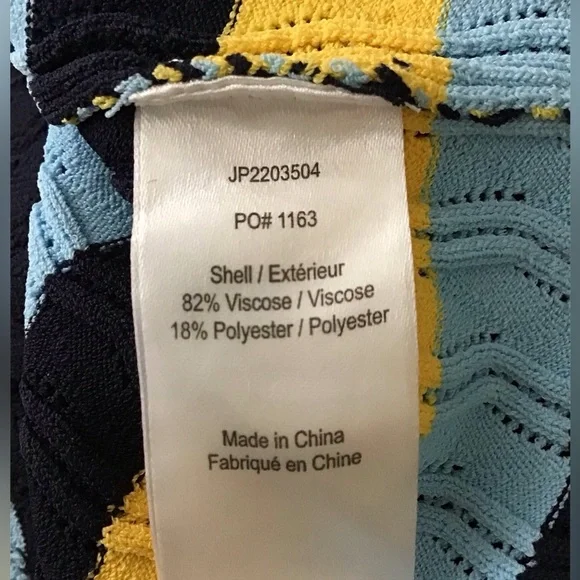 JP2203504
PO# 1163
Shell / Extérieur
82% Viscose / Viscose
18% Polyester / Polyester
Made in China
Fabriqué en Chine